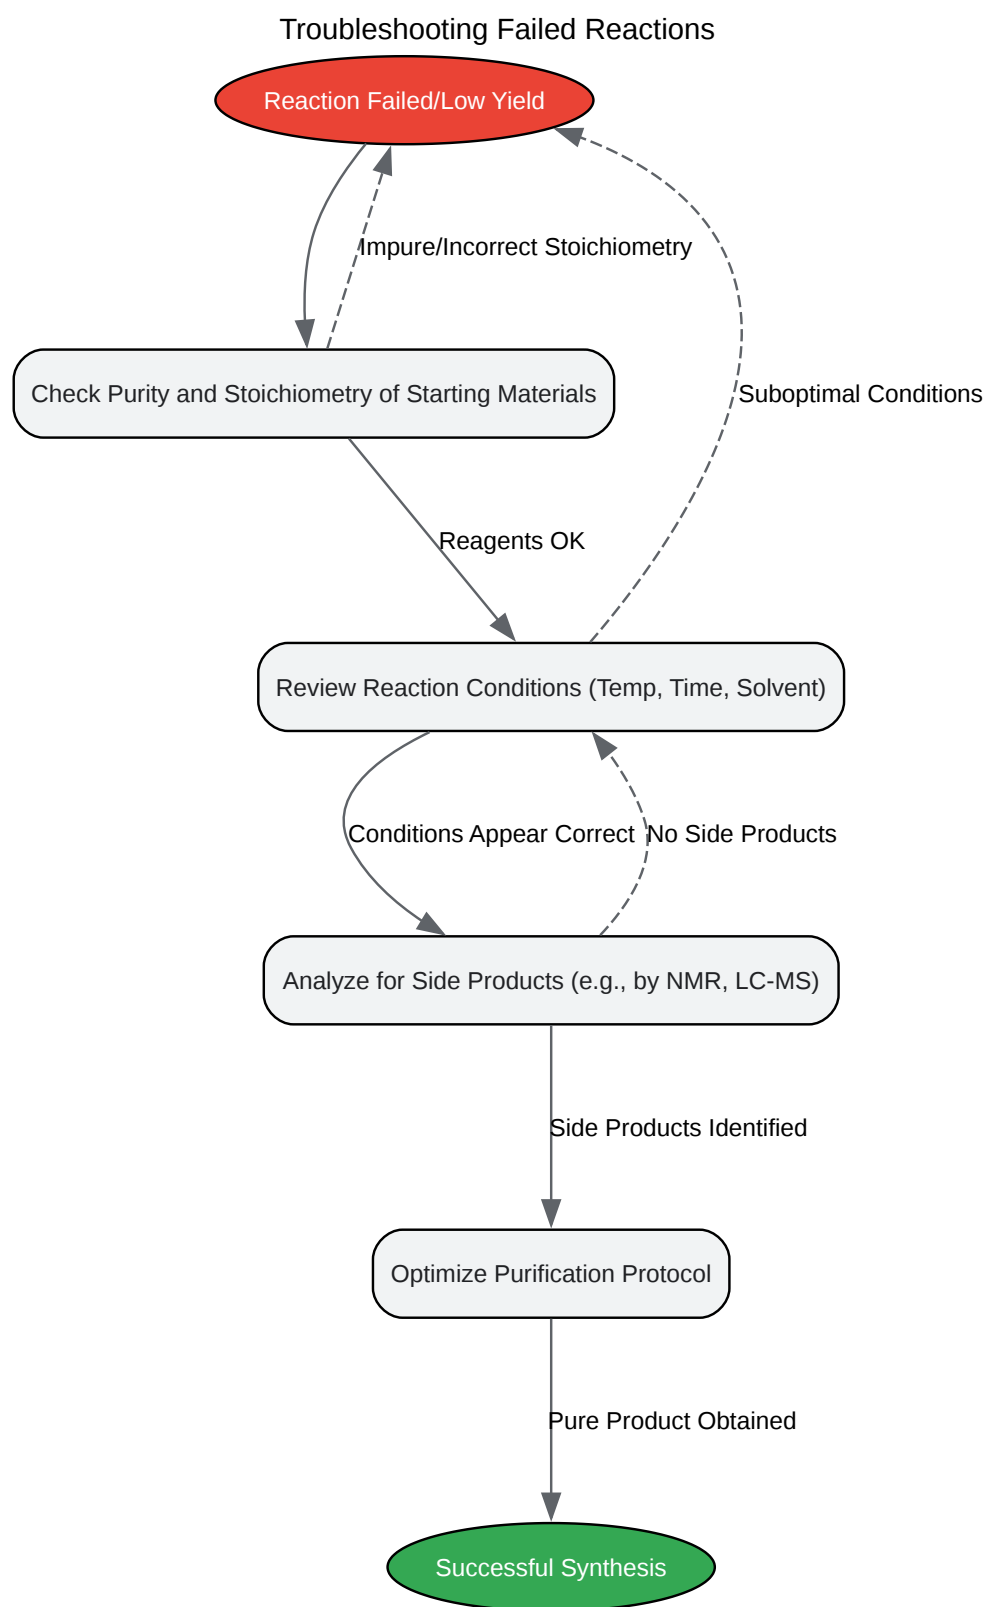 Troubleshooting Failed Reactions
Reaction Failed/Low Yield
Impure/Incorrect Stoichiometry
Check Purity and Stoichiometry of Starting Materials
Suboptimal Conditions
Reagents OK
Review Reaction Conditions (Temp, Time, Solvent)
Conditions Appear Correct
No Side Products
Analyze for Side Products (e.g., by NMR, LC-MS)
Side Products Identified
Optimize Purification Protocol
Pure Product Obtained
Successful Synthesis